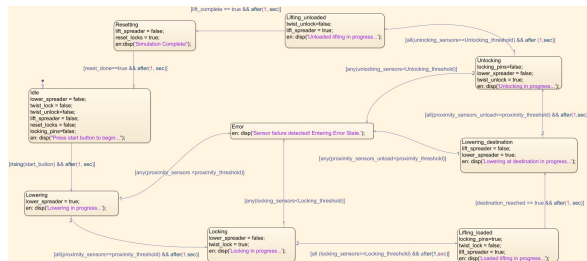 [lift_complete == true && after(1, sec)]
Resetting
lift_spreader = false;
reset_locks = true;
en:disp("Simulation Complete")
Lifting_unloaded
twist_unlock=false;
lift_spreader = true;
en: disp("Unloaded lifting in progress...");
[all(unlocking_sensors==Unlocking_threshold) && after (1,sec)]
[reset_done==true && after(1, sec)]
[any(unlocking_sensors<Unlocking_threshold)]
2
Unlocking
locking_pins=false;
lower_spreader = false;
twist_unlock = true;
en: disp("Unlocking in progress...");
Idle
lower_spreader = false;
twist_lock = false;
twist_unlock=false;
lift_spreader = false;
reset_locks = false;
locking_pins=false;
en: disp("Press start button to begin...");
[all(proximity_sensors_unload==proximity_threshold) && after(1,sec)]
Error
en: disp("Sensor failure detected! Entering Error State.");
2
Lowering_destination
lift_spreader = false;
lower_spreader = true;
en: disp("Lowering at destination in progress...");
1
[rising(start_button) && after(1, sec)]
[any(proximity_sensors <proximity_threshold)]
[any(proximity_sensors_unload<proximity_threshold)]
Lowering
lower_spreader = true;
en: disp("Lowering in progress...");
1
[any(locking_sensors<Locking_threshold)]
[destination_reached == true && after(1, sec)]
2
1
Locking
lower_spreader = false;
twist_lock = true;
en: disp("Locking in progress...");
2
Lifting_loaded
locking_pins=true;
twist_lock = false;
lift_spreader = true;
en: disp("Loaded lifting in progress...");
[all(proximity_sensors==proximity_threshold) && after(1, sec)]
[all (locking_sensors==Locking_threshold) && after(1,sec)]